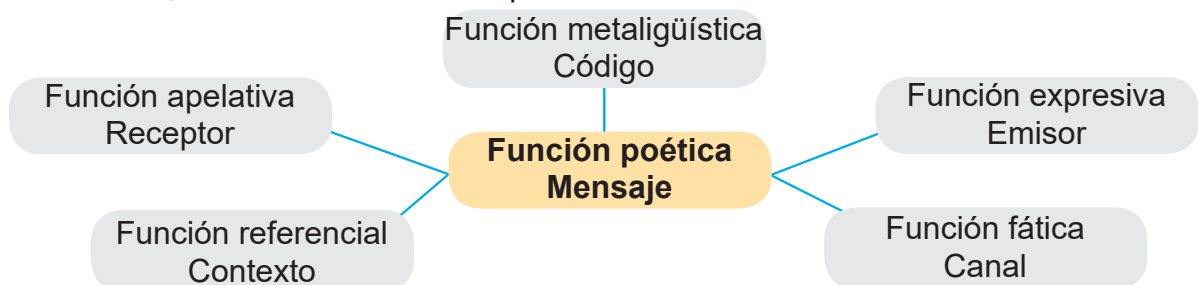 Función metaligüística
Código
Función apelativa
Receptor
Función expresiva
Emisor
Función poética
Mensaje
Función referencial
Contexto
Función fática
Canal